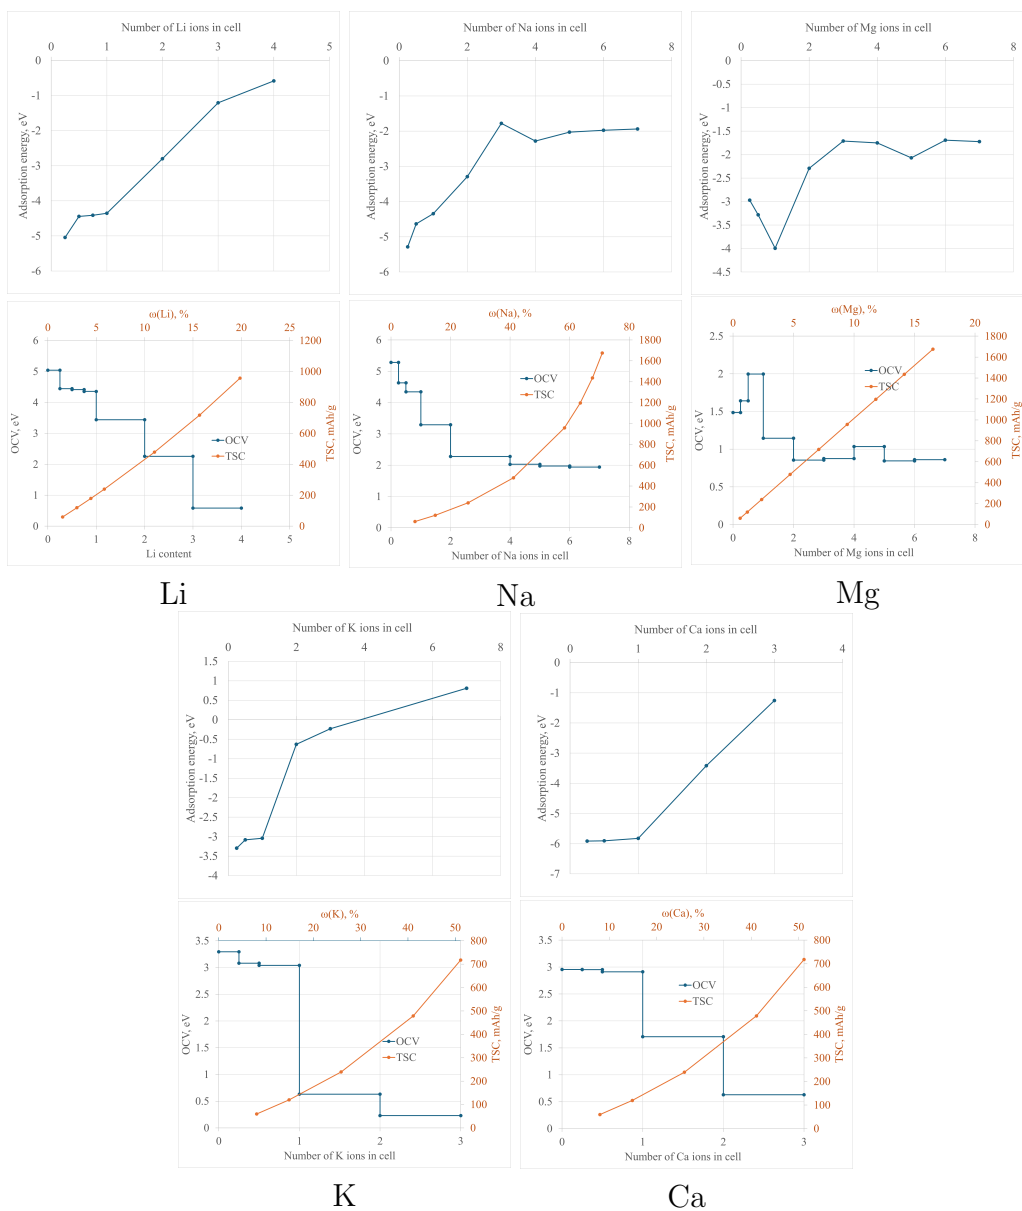 Number of Li ions in cell
0 1 2 3 4 5
0
-1
-2
-3
-4
-5
-6
Adsorption energy, eV
Number of Na ions in cell
0 2 4 6 8
0
-1
-2
-3
-4
-5
-6
Adsorption energy, eV
Number of Mg ions in cell
0 2 4 6 8
0
-0.5
-1
-1.5
-2
-2.5
-3
-3.5
-4
-4.5
Adsorption energy, eV
ω(Li), %
0 5 10 15 20 25
6
5
4
3
2
1
0
OCV, eV
1200
1000
800
600
400
200
0
TSC, mAh/g
OCV
TSC
0 1 2 3 4 5
Li content
Li
ω(Na), %
0 20 40 60 80
6
5
4
3
2
1
0
OCV, eV
1800
1600
1400
1200
1000
800
600
400
200
0
TSC, mAh/g
OCV
TSC
0 2 4 6 8
Number of Na ions in cell
Na
ω(Mg), %
0 5 10 15 20
2.5
2
1.5
1
0.5
0
OCV, eV
1800
1600
1400
1200
1000
800
600
400
200
0
TSC, mAh/g
OCV
TSC
0 2 4 6 8
Number of Mg ions in cell
Mg
Number of K ions in cell
0 2 4 6 8
1.5
1
0.5
0
-0.5
-1
-1.5
-2
-2.5
-3
-3.5
-4
Adsorption energy, eV
Number of Ca ions in cell
0 1 2 3 4
0
-1
-2
-3
-4
-5
-6
-7
Adsorption energy, eV
ω(K), %
0 10 20 30 40 50
3.5
3
2.5
2
1.5
1
0.5
0
OCV, eV
800
700
600
500
400
300
200
100
0
TSC, mAh/g
OCV
TSC
0 1 2 3
Number of K ions in cell
K
ω(Ca), %
0 10 20 30 40 50
3.5
3
2.5
2
1.5
1
0.5
0
OCV, eV
800
700
600
500
400
300
200
100
0
TSC, mAh/g
OCV
TSC
0 1 2 3
Number of Ca ions in cell
Ca